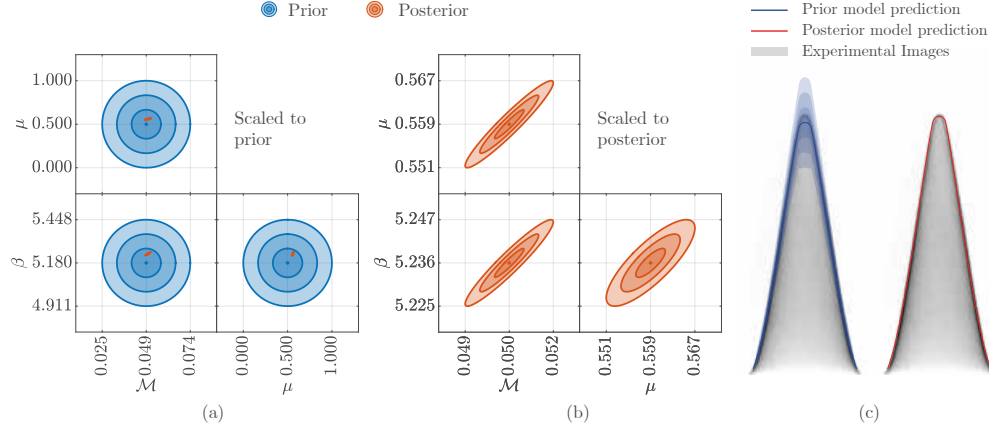 Prior
Posterior
Prior model prediction
Posterior model prediction
Experimental Images
1.000
0.500
0.000
μ
Scaled to
prior
5.448
5.180
4.911
β
0.025
0.049
0.074
ℳ
0.000
0.500
1.000
μ
(a)
0.567
0.559
0.551
μ
Scaled to
posterior
5.247
5.236
5.225
β
0.049
0.050
0.052
ℳ
0.551
0.559
0.567
μ
(b)
(c)